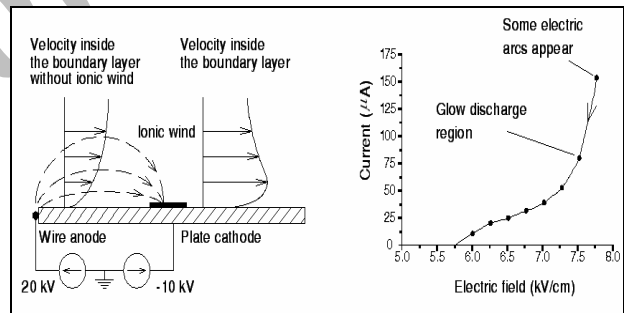 Velocity inside
the boundary layer
without ionic wind
Velocity inside
the boundary layer
Ionic wind
Wire anode
Plate cathode
20 kV
-10 kV
Some electric
arcs appear
Glow discharge
region
Current (μA)
175
150
125
100
75
50
25
0
5.0 5.5 6.0 6.5 7.0 7.5 8.0
Electric field (kV/cm)